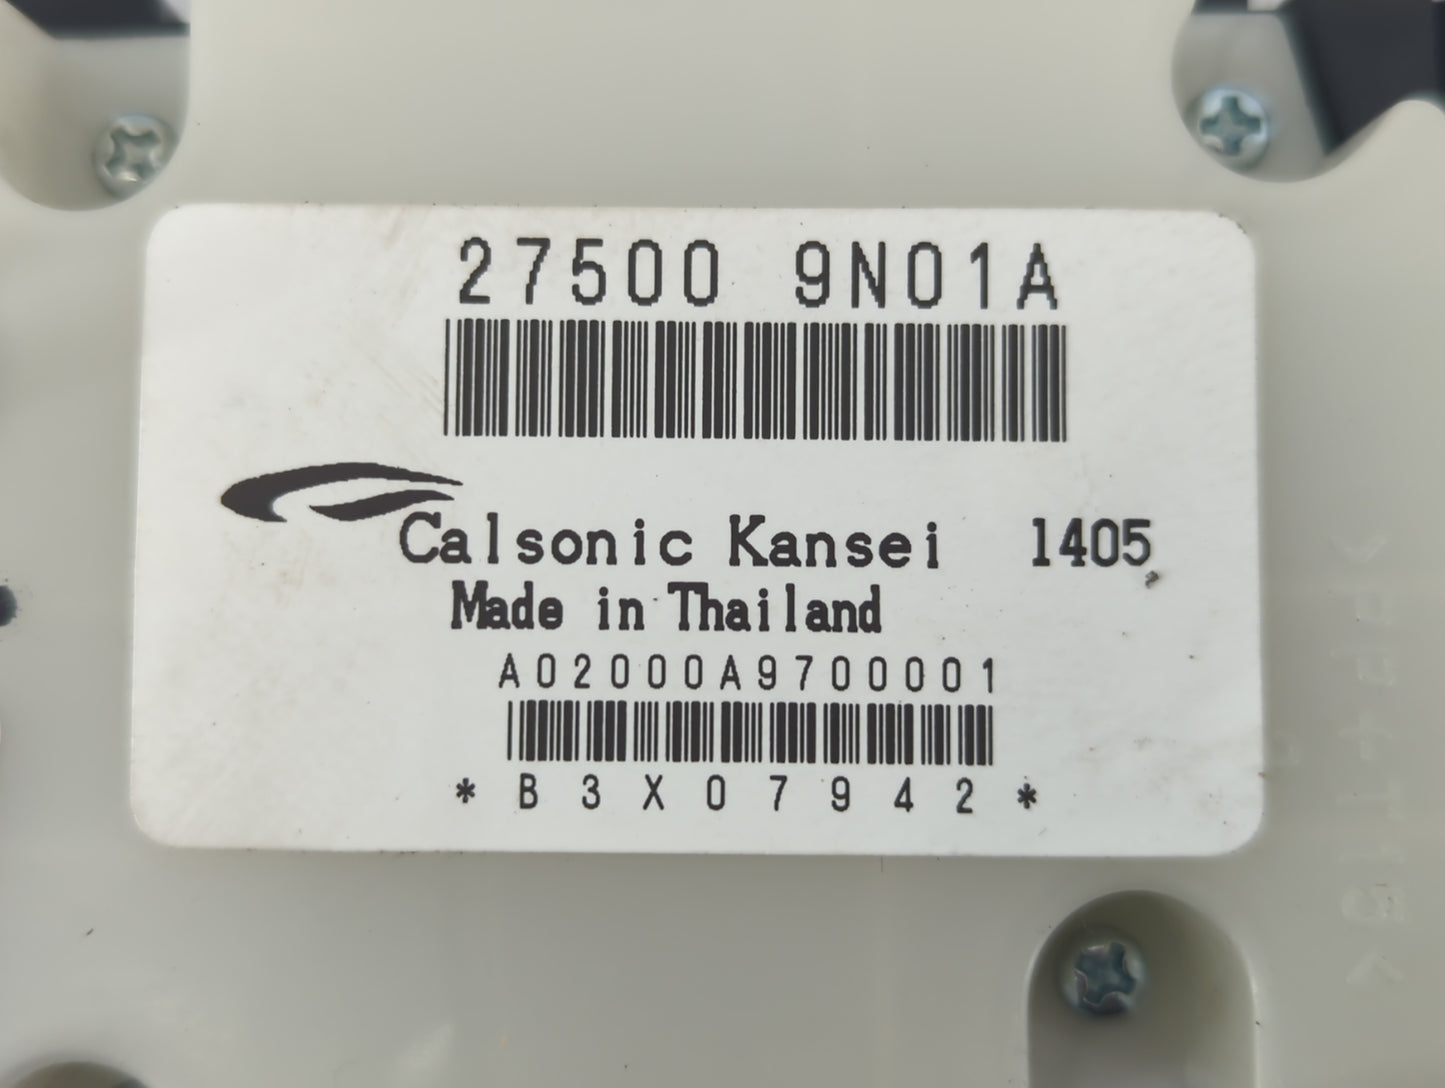 27500 9N01A
Calsonic Kansei 1405
Made in Thailand
A02000A9700001
*B3X07942*